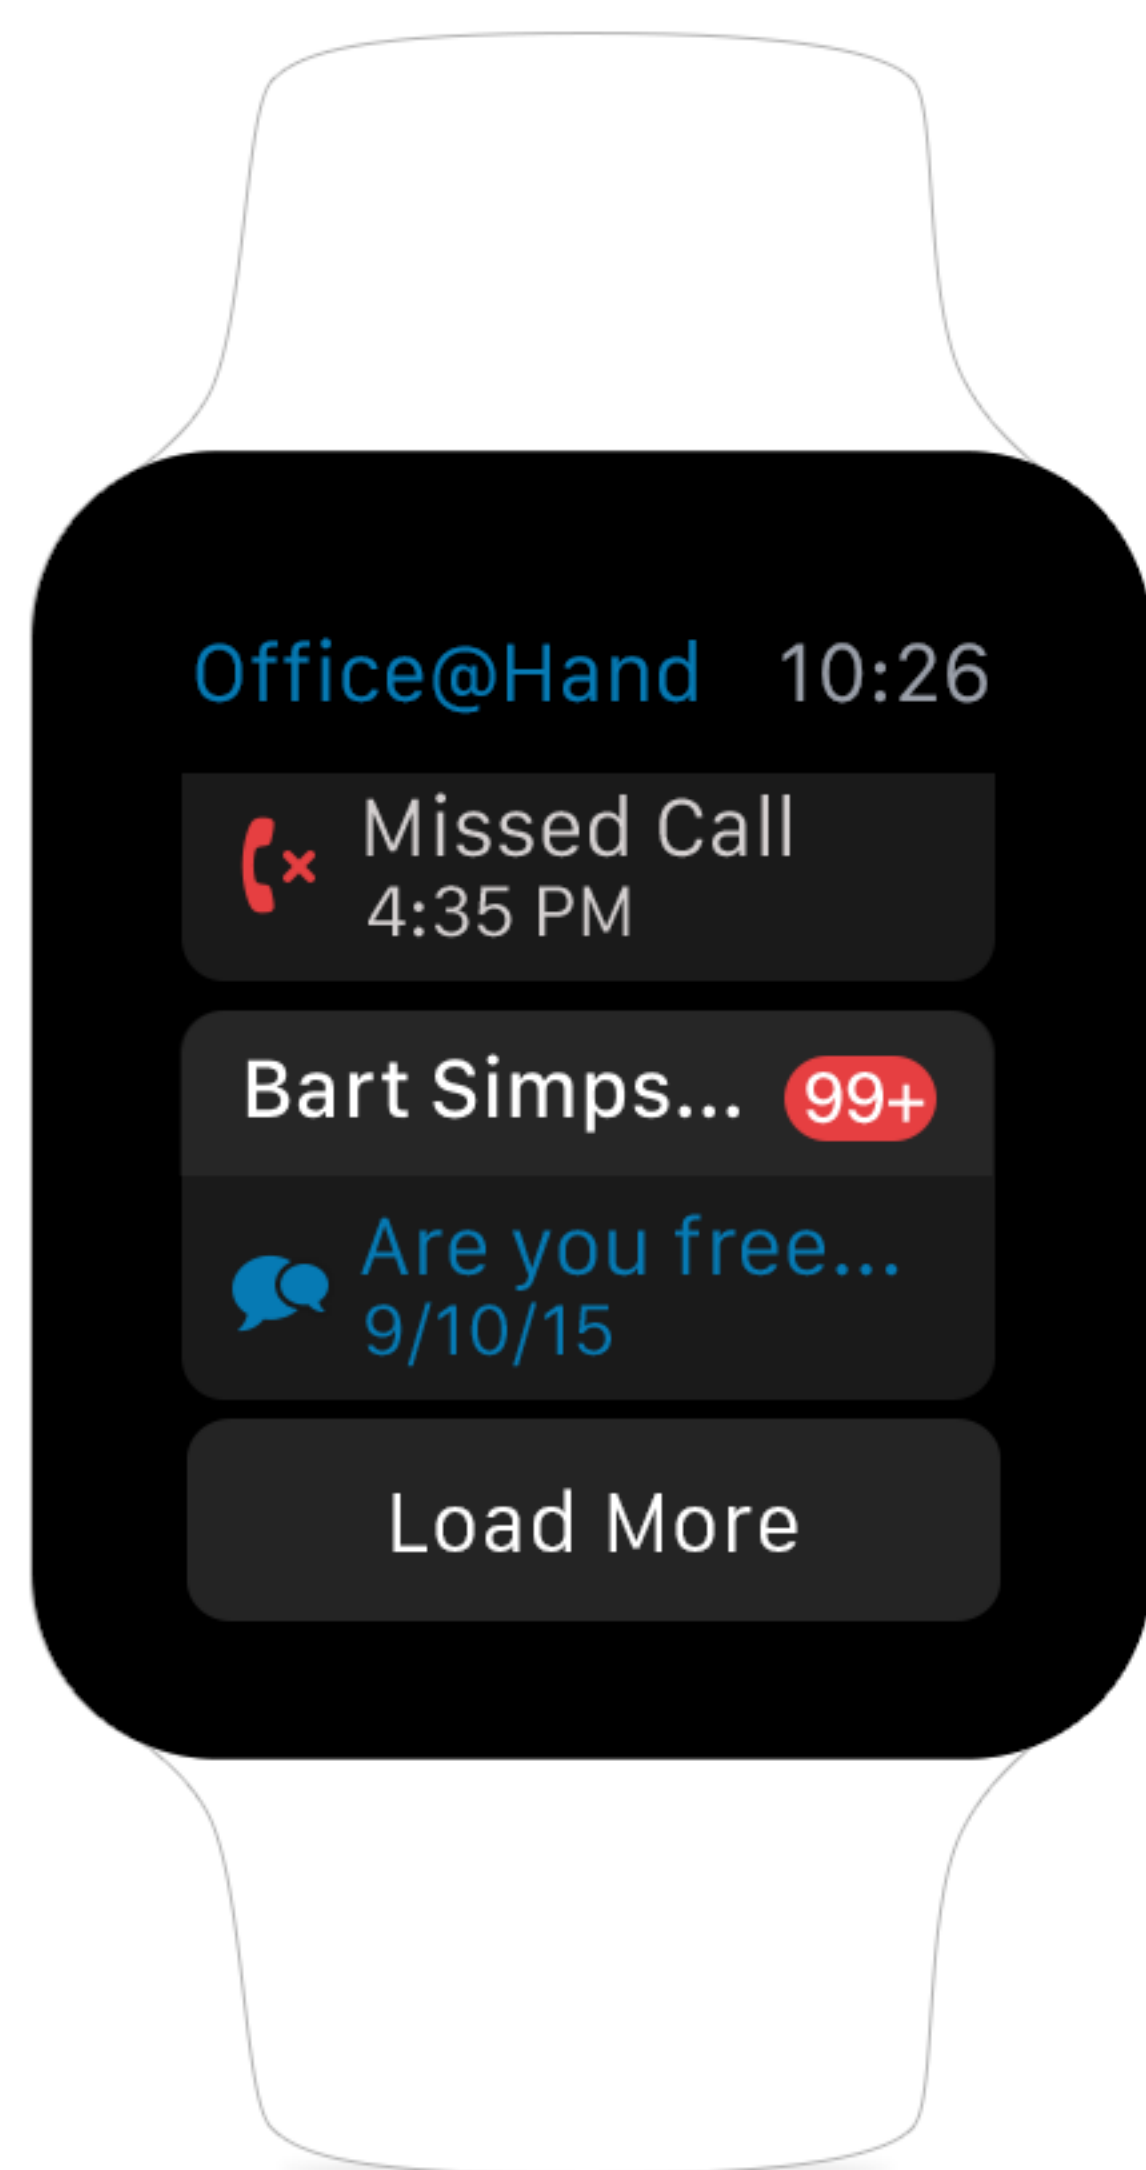 Office@Hand 10:26
Missed Call
4:35 PM
Bart Simps... 99+
Are you free...
9/10/15
Load More